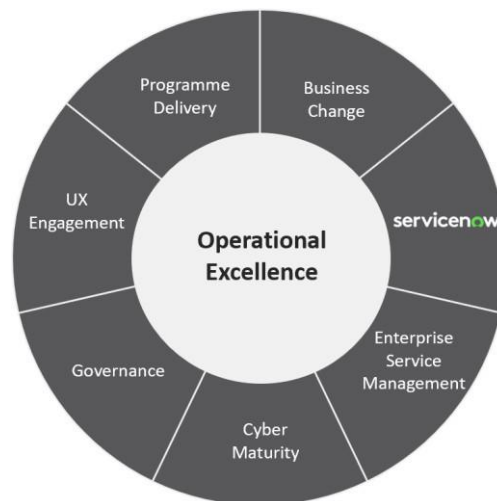 Operational
Excellence
Business
Change
servicenow
Enterprise
Service
Management
Cyber
Maturity
Governance
UX
Engagement
Programme
Delivery